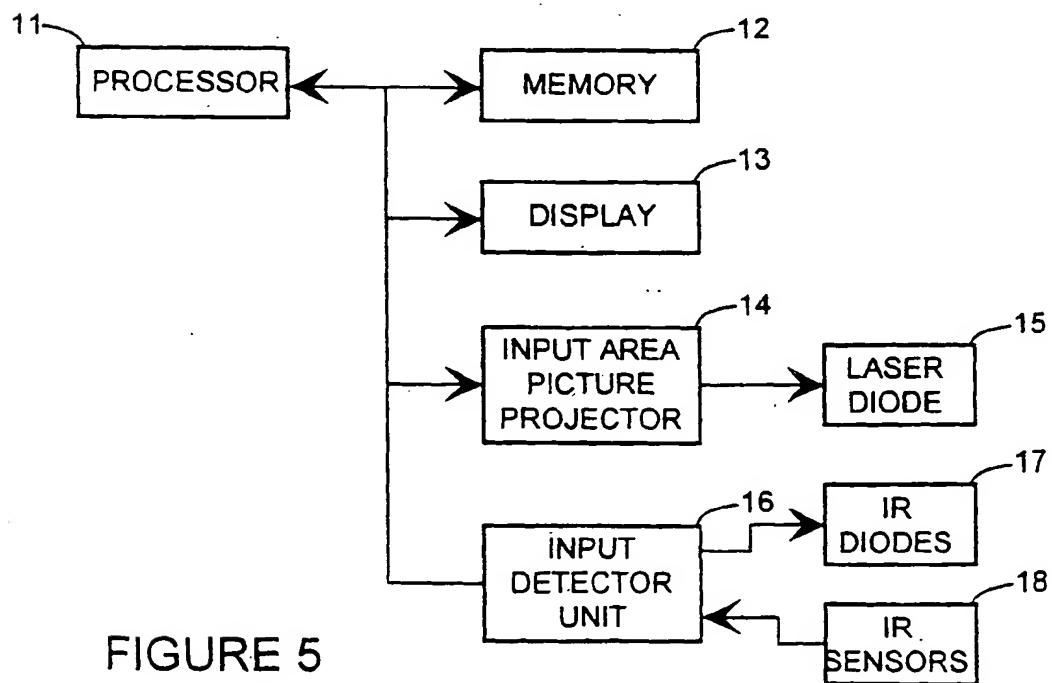 11
PROCESSOR
12
MEMORY
13
DISPLAY
14
INPUT AREA
PICTURE
PROJECTOR
15
LASER
DIODE
16
INPUT
DETECTOR
UNIT
17
IR
DIODES
18
IR
SENSORS
FIGURE 5